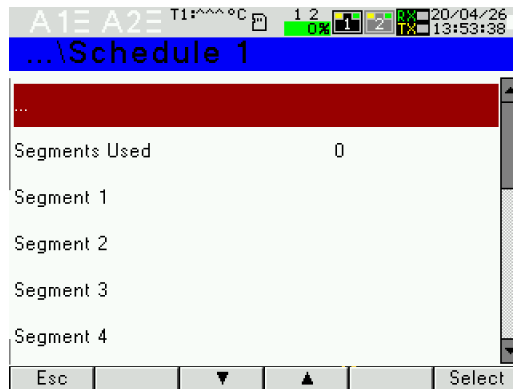 A1 A2 T1:^^^°C 1 2 0% 1 2 RX TX 20/04/26 13:53:38
...\Schedule 1
...
Segments Used 0
Segment 1
Segment 2
Segment 3
Segment 4
Esc ▼ ▲ Select